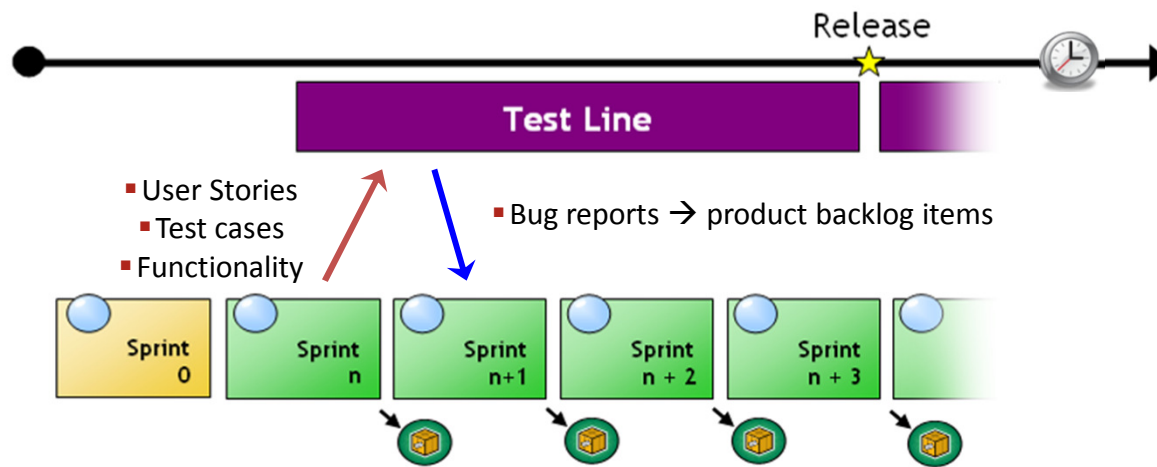 Release
Test Line
▪ User Stories
▪ Test cases
▪ Functionality
▪ Bug reports → product backlog items
Sprint
0
Sprint
n
Sprint
n+1
Sprint
n + 2
Sprint
n + 3